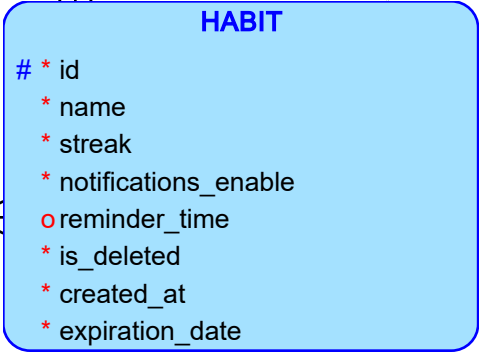 HABIT
# * id
* name
* streak
* notifications_enable
o reminder_time
* is_deleted
* created_at
* expiration_date